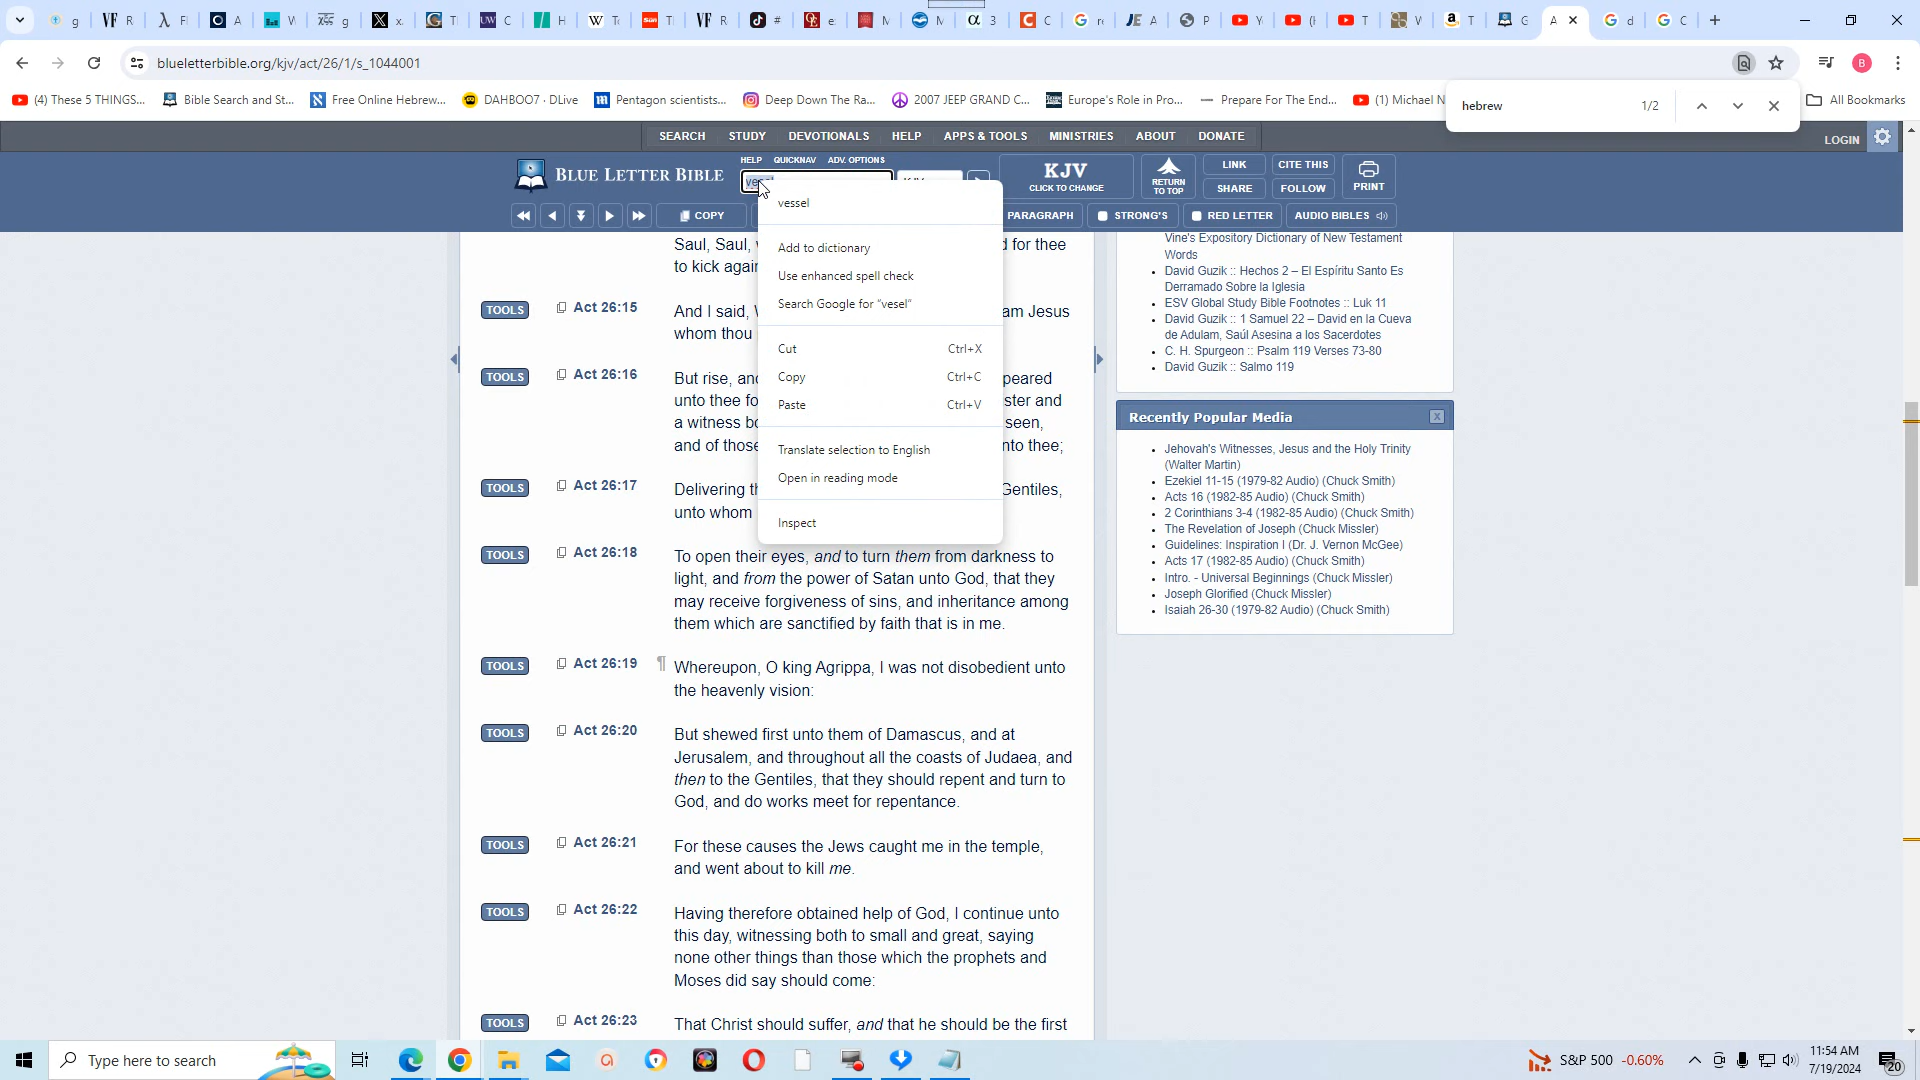 g
VF R
λ Fl
A
W
g
x.
Tl
UW C
H
W To
Sun Tl
VF R
#
e:
M
M
α 3
C C
G re
JE A
P
Y
(l
T
W
a T
G
A
G d
G C
blueletterbible.org/kjv/act/26/1/s_1044001
(4) These 5 THINGS...
Bible Search and St...
Free Online Hebrew...
DAHBOO7 · DLive
Pentagon scientists...
Deep Down The Ra...
2007 JEEP GRAND C...
Europe's Role in Pro...
Prepare For The End...
(1) Michael N
All Bookmarks
hebrew 1/2
SEARCH STUDY DEVOTIONALS HELP APPS & TOOLS MINISTRIES ABOUT DONATE
LOGIN
BLUE LETTER BIBLE
HELP QUICKNAV ADV. OPTIONS
vesel
KJV
KJV
CLICK TO CHANGE
RETURN
TO TOP
LINK
CITE THIS
SHARE
FOLLOW
PRINT
COPY
PARAGRAPH
STRONG'S
RED LETTER
AUDIO BIBLES
vessel
Add to dictionary
Use enhanced spell check
Search Google for “vesel”
Cut Ctrl+X
Copy Ctrl+C
Paste Ctrl+V
Translate selection to English
Open in reading mode
Inspect
Saul, Saul, d for thee
to kick again
TOOLS Act 26:15 And I said, am Jesus
whom thou
TOOLS Act 26:16 But rise, and peared
unto thee fo ster and
a witness bo seen,
and of those nto thee;
TOOLS Act 26:17 Delivering th Gentiles,
unto whom
TOOLS Act 26:18 To open their eyes, and to turn them from darkness to
light, and from the power of Satan unto God, that they
may receive forgiveness of sins, and inheritance among
them which are sanctified by faith that is in me.
TOOLS Act 26:19 ¶ Whereupon, O king Agrippa, I was not disobedient unto
the heavenly vision:
TOOLS Act 26:20 But shewed first unto them of Damascus, and at
Jerusalem, and throughout all the coasts of Judaea, and
then to the Gentiles, that they should repent and turn to
God, and do works meet for repentance.
TOOLS Act 26:21 For these causes the Jews caught me in the temple,
and went about to kill me.
TOOLS Act 26:22 Having therefore obtained help of God, I continue unto
this day, witnessing both to small and great, saying
none other things than those which the prophets and
Moses did say should come:
TOOLS Act 26:23 That Christ should suffer, and that he should be the first
Vine's Expository Dictionary of New Testament
Words
David Guzik :: Hechos 2 – El Espíritu Santo Es
Derramado Sobre la Iglesia
ESV Global Study Bible Footnotes :: Luk 11
David Guzik :: 1 Samuel 22 – David en la Cueva
de Adulam, Saúl Asesina a los Sacerdotes
C. H. Spurgeon :: Psalm 119 Verses 73-80
David Guzik :: Salmo 119
Recently Popular Media
Jehovah's Witnesses, Jesus and the Holy Trinity
(Walter Martin)
Ezekiel 11-15 (1979-82 Audio) (Chuck Smith)
Acts 16 (1982-85 Audio) (Chuck Smith)
2 Corinthians 3-4 (1982-85 Audio) (Chuck Smith)
The Revelation of Joseph (Chuck Missler)
Guidelines: Inspiration I (Dr. J. Vernon McGee)
Acts 17 (1982-85 Audio) (Chuck Smith)
Intro. - Universal Beginnings (Chuck Missler)
Joseph Glorified (Chuck Missler)
Isaiah 26-30 (1979-82 Audio) (Chuck Smith)
Type here to search
S&P 500 -0.60%
11:54 AM
7/19/2024
20